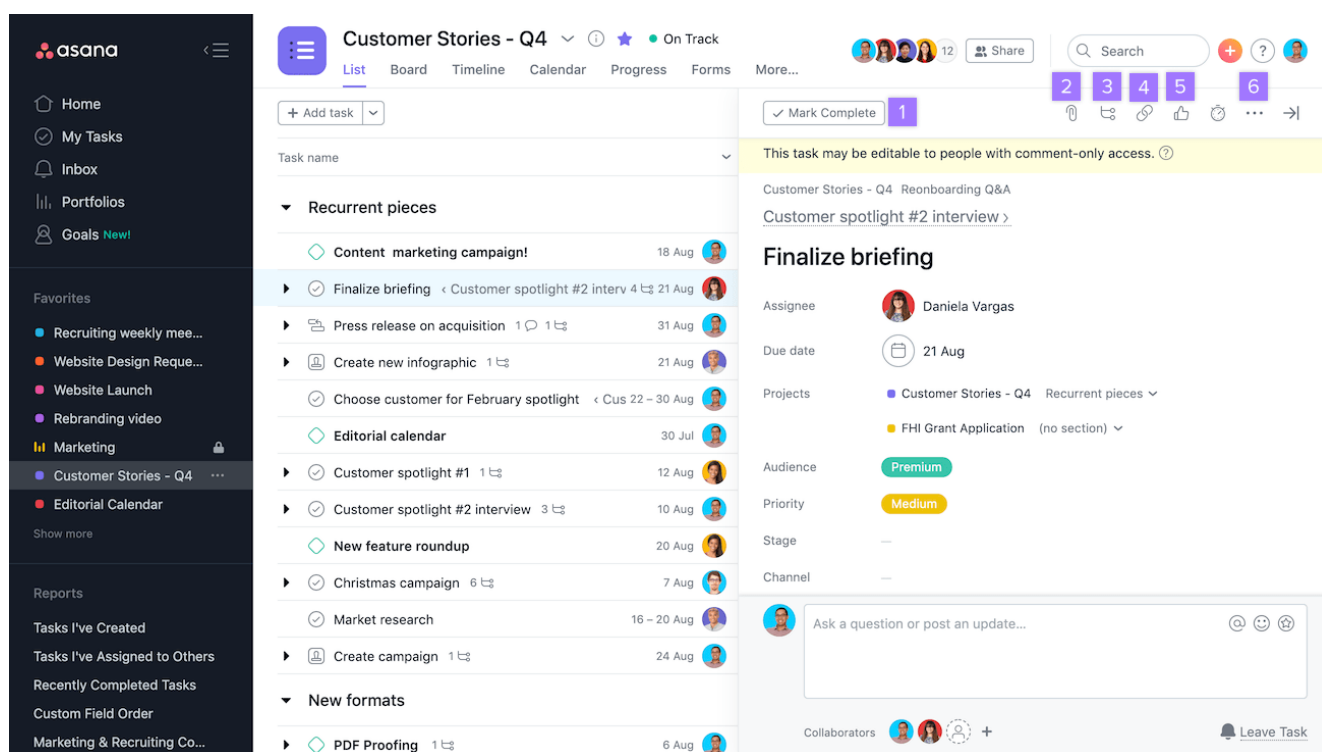 asana
Home
My Tasks
Inbox
Portfolios
Goals New!
Favorites
Recruiting weekly mee...
Website Design Reque...
Website Launch
Rebranding video
Marketing
Customer Stories - Q4
Editorial Calendar
Show more
Reports
Tasks I've Created
Tasks I've Assigned to Others
Recently Completed Tasks
Custom Field Order
Marketing & Recruiting Co...
Customer Stories - Q4 On Track
List Board Timeline Calendar Progress Forms More...
12 Share Search + ?
+ Add task
Task name
Recurrent pieces
Content marketing campaign! 18 Aug
Finalize briefing ‹ Customer spotlight #2 interv 4 21 Aug
Press release on acquisition 1 1 31 Aug
Create new infographic 1 21 Aug
Choose customer for February spotlight ‹ Cus 22 – 30 Aug
Editorial calendar 30 Jul
Customer spotlight #1 1 12 Aug
Customer spotlight #2 interview 3 10 Aug
New feature roundup 20 Aug
Christmas campaign 6 7 Aug
Market research 16 – 20 Aug
Create campaign 1 24 Aug
New formats
PDF Proofing 1 6 Aug
2 3 4 5 6
Mark Complete 1
This task may be editable to people with comment-only access. ?
Customer Stories - Q4 Reonboarding Q&A
Customer spotlight #2 interview ›
Finalize briefing
Assignee Daniela Vargas
Due date 21 Aug
Projects Customer Stories - Q4 Recurrent pieces
FHI Grant Application (no section)
Audience Premium
Priority Medium
Stage –
Channel –
Ask a question or post an update... @
Collaborators + Leave Task